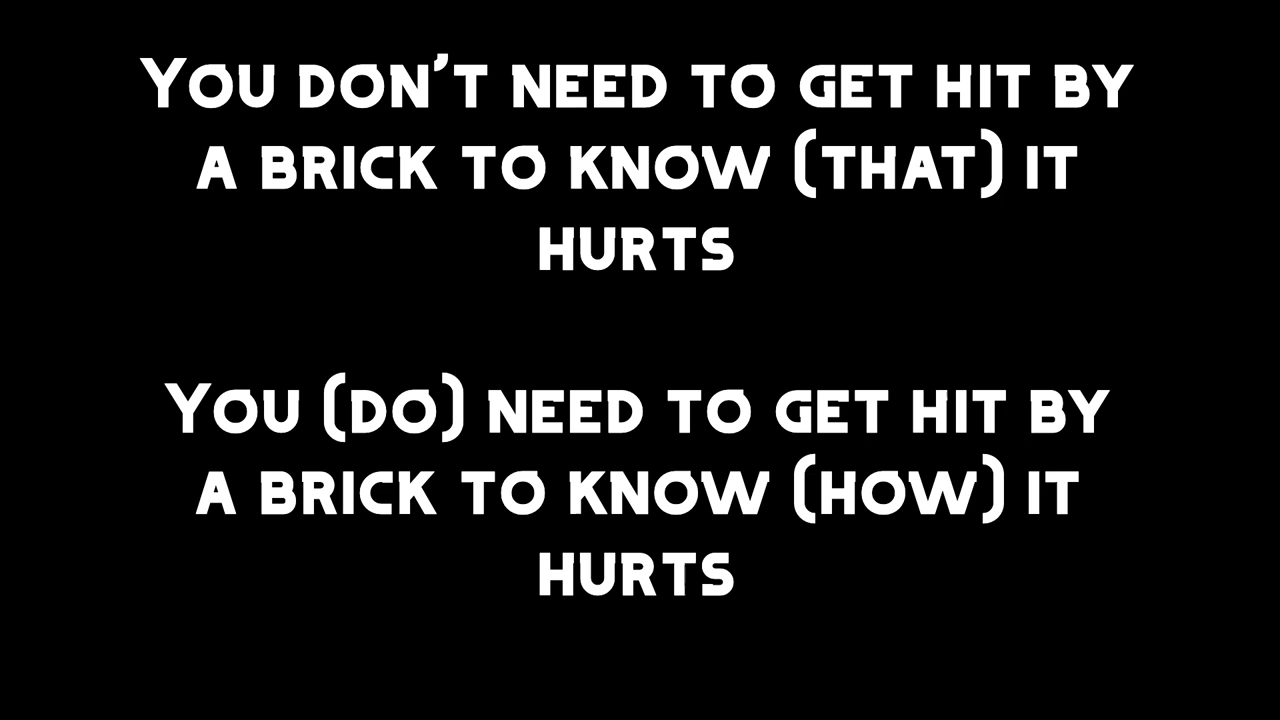 You don't need to get hit by
a brick to know (that) it
hurts
You (do) need to get hit by
a brick to know (how) it
hurts